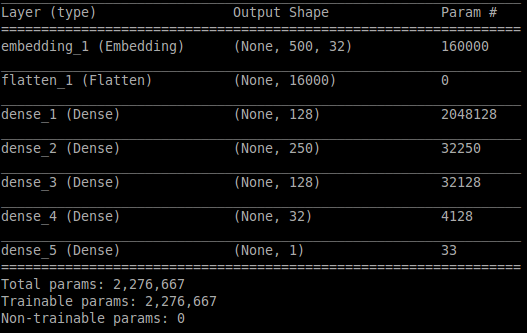 Layer (type) Output Shape Param #
embedding_1 (Embedding) (None, 500, 32) 160000
flatten_1 (Flatten) (None, 16000) 0
dense_1 (Dense) (None, 128) 2048128
dense_2 (Dense) (None, 250) 32250
dense_3 (Dense) (None, 128) 32128
dense_4 (Dense) (None, 32) 4128
dense_5 (Dense) (None, 1) 33
Total params: 2,276,667
Trainable params: 2,276,667
Non-trainable params: 0